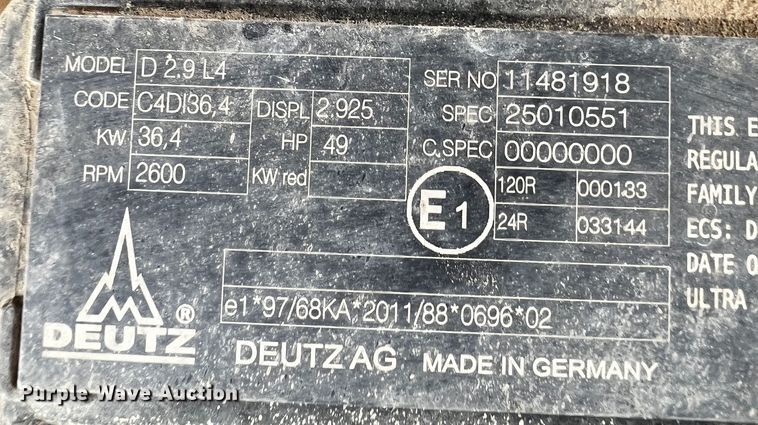 MODEL D 2.9 L4
CODE C4DI36,4 DISPL 2.925
KW 36,4 HP 49
RPM 2600 KW red
SER NO 11481918
SPEC 25010551
C.SPEC 00000000
E1 120R 000133
24R 033144
e1*97/68KA*2011/88*0696*02
DEUTZ ®
DEUTZ AG MADE IN GERMANY
THIS E
REGULA
FAMILY
ECS: D
DATE O
ULTRA
Purple Wave Auction